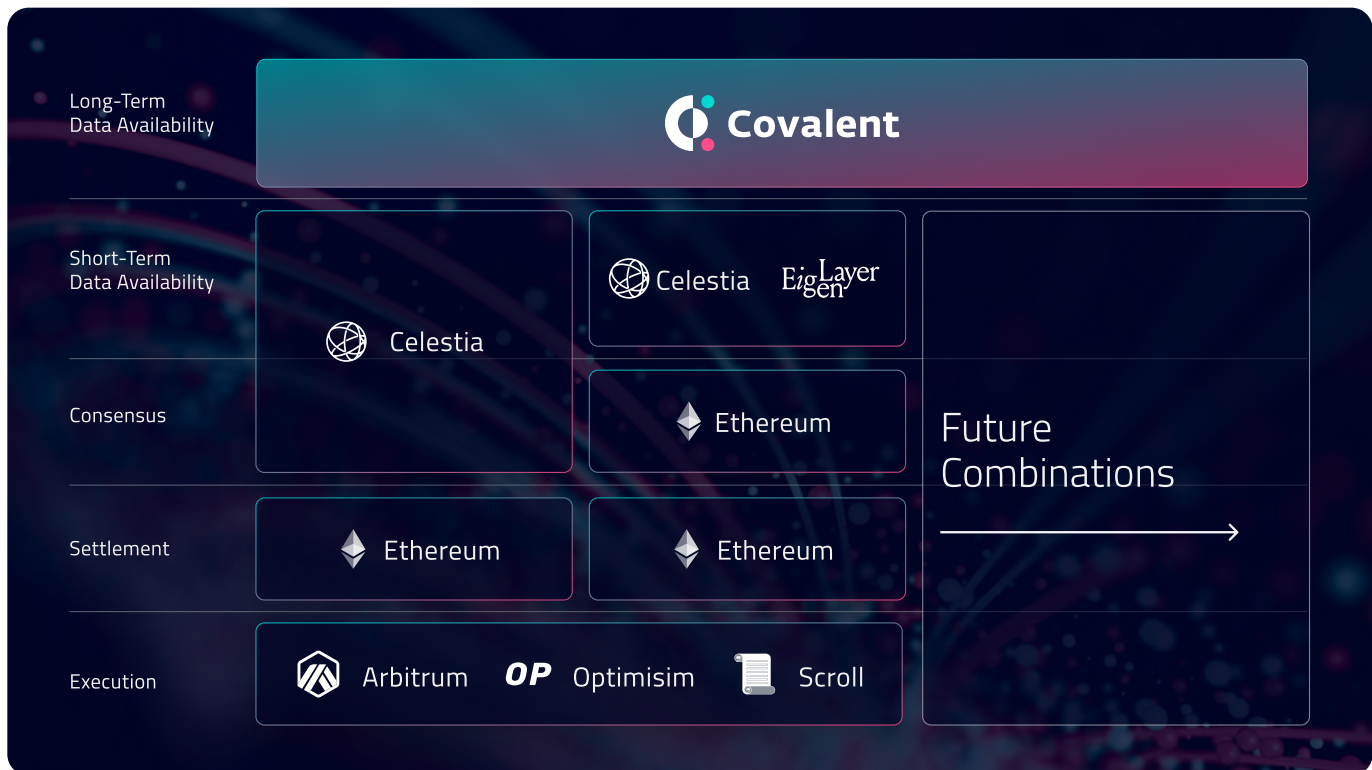 Long-Term
Data Availability
Covalent
Short-Term
Data Availability
Celestia
Celestia
EigenLayer
Consensus
Ethereum
Future
Combinations
Settlement
Ethereum
Ethereum
Execution
Arbitrum
OP
Optimisim
Scroll